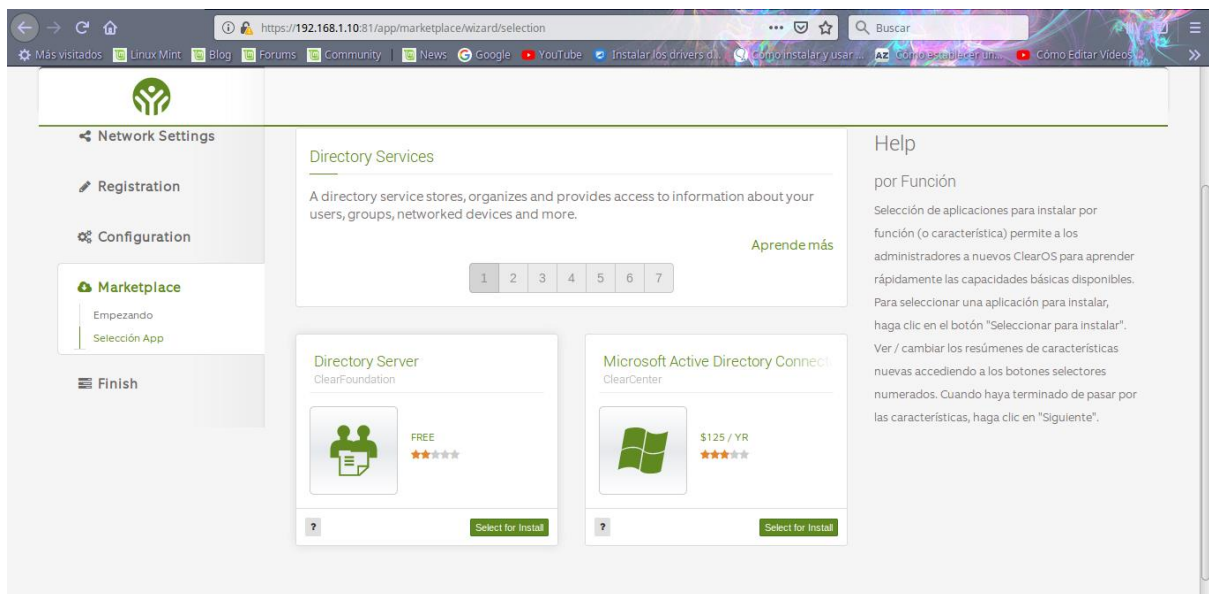 https://192.168.1.10:81/app/marketplace/wizard/selection
Buscar
Más visitados Linux Mint Blog Forums Community News Google YouTube Instalar los drivers d... Cómo instalar y usar ... Cómo establecer un... Cómo Editar Vídeos
Network Settings
Registration
Configuration
Marketplace
Empezando
Selección App
Finish
Directory Services
A directory service stores, organizes and provides access to information about your
users, groups, networked devices and more.
Aprende más
1 2 3 4 5 6 7
Directory Server
ClearFoundation
FREE
?
Select for Install
Microsoft Active Directory Connect
ClearCenter
$125 / YR
?
Select for Install
Help
por Función
Selección de aplicaciones para instalar por
función (o característica) permite a los
administradores a nuevos ClearOS para aprender
rápidamente las capacidades básicas disponibles.
Para seleccionar una aplicación para instalar,
haga clic en el botón "Seleccionar para instalar".
Ver / cambiar los resúmenes de características
nuevas accediendo a los botones selectores
numerados. Cuando haya terminado de pasar por
las características, haga clic en "Siguiente".